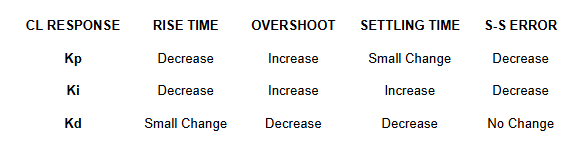 CL RESPONSE RISE TIME OVERSHOOT SETTLING TIME S-S ERROR
Kp Decrease Increase Small Change Decrease
Ki Decrease Increase Increase Decrease
Kd Small Change Decrease Decrease No Change